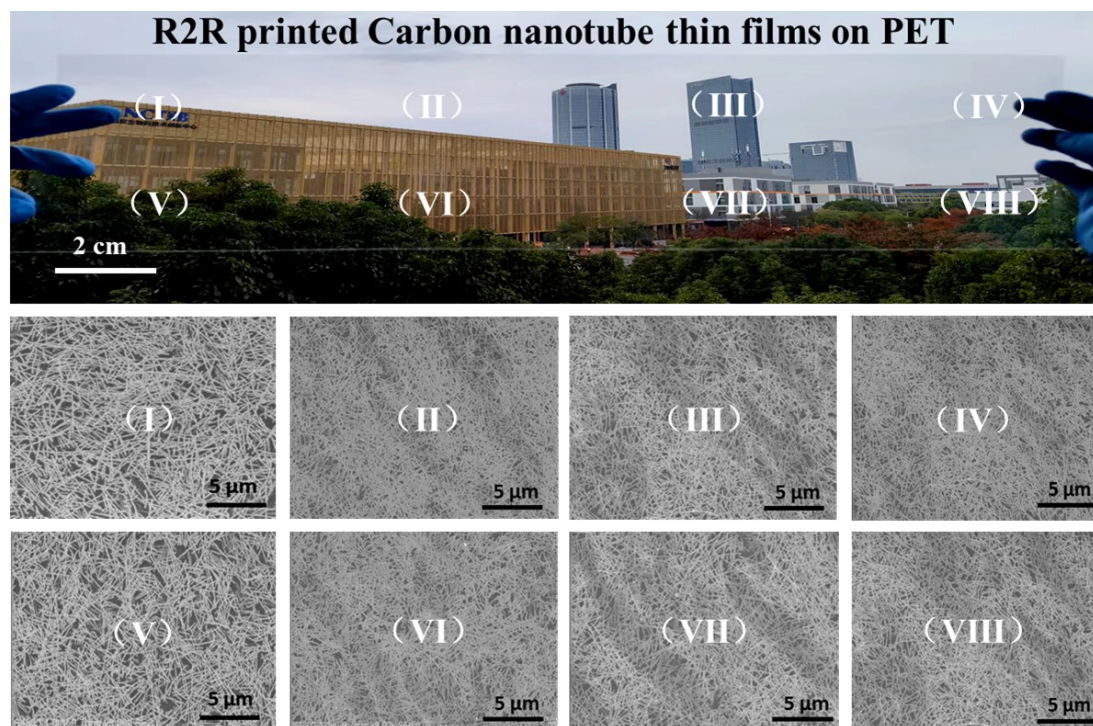 R2R printed Carbon nanotube thin films on PET
（I） （II） （III） （IV）
（V） （VI） （VII） （VIII）
2 cm
（I） （II） （III） （IV）
5 µm 5 µm 5 µm 5 µm
（V） （VI） （VII） （VIII）
5 µm 5 µm 5 µm 5 µm